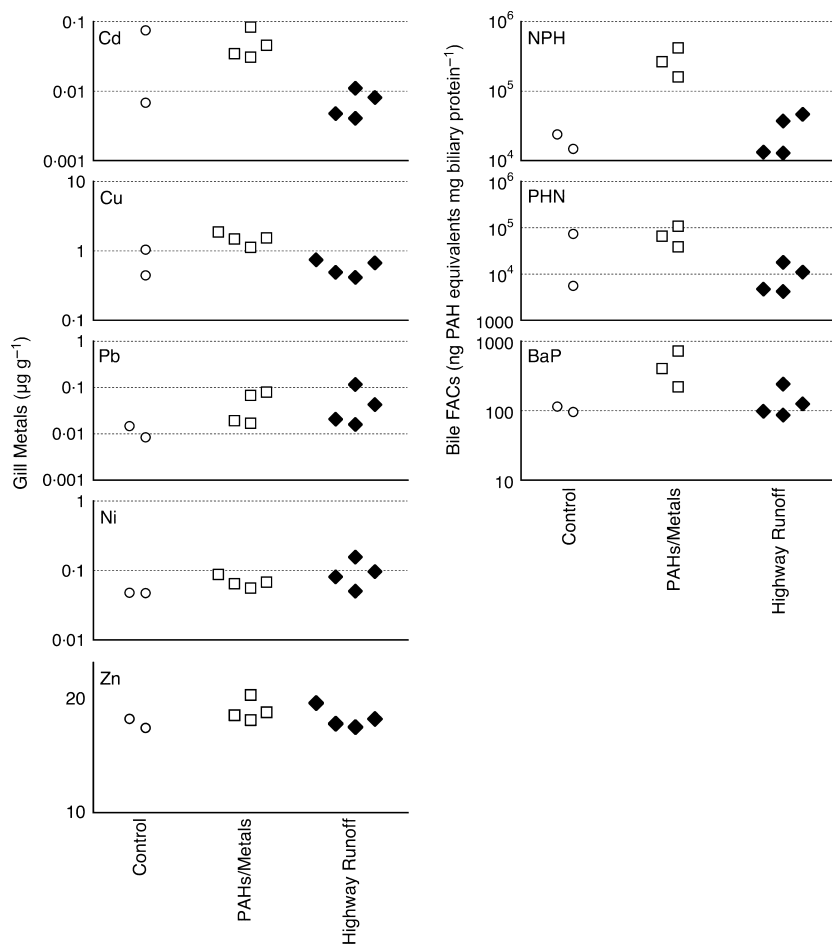 Gill Metals (µg g⁻¹)
Cd
0·1
0·01
0·001
Cu
10
1
0·1
Pb
1
0·1
0·01
0·001
Ni
1
0·1
0·01
Zn
20
10
Control
PAHs/Metals
Highway Runoff
Bile FACs (ng PAH equivalents mg biliary protein⁻¹)
NPH
10⁶
10⁵
10⁴
PHN
10⁶
10⁵
10⁴
1000
BaP
1000
100
10
Control
PAHs/Metals
Highway Runoff